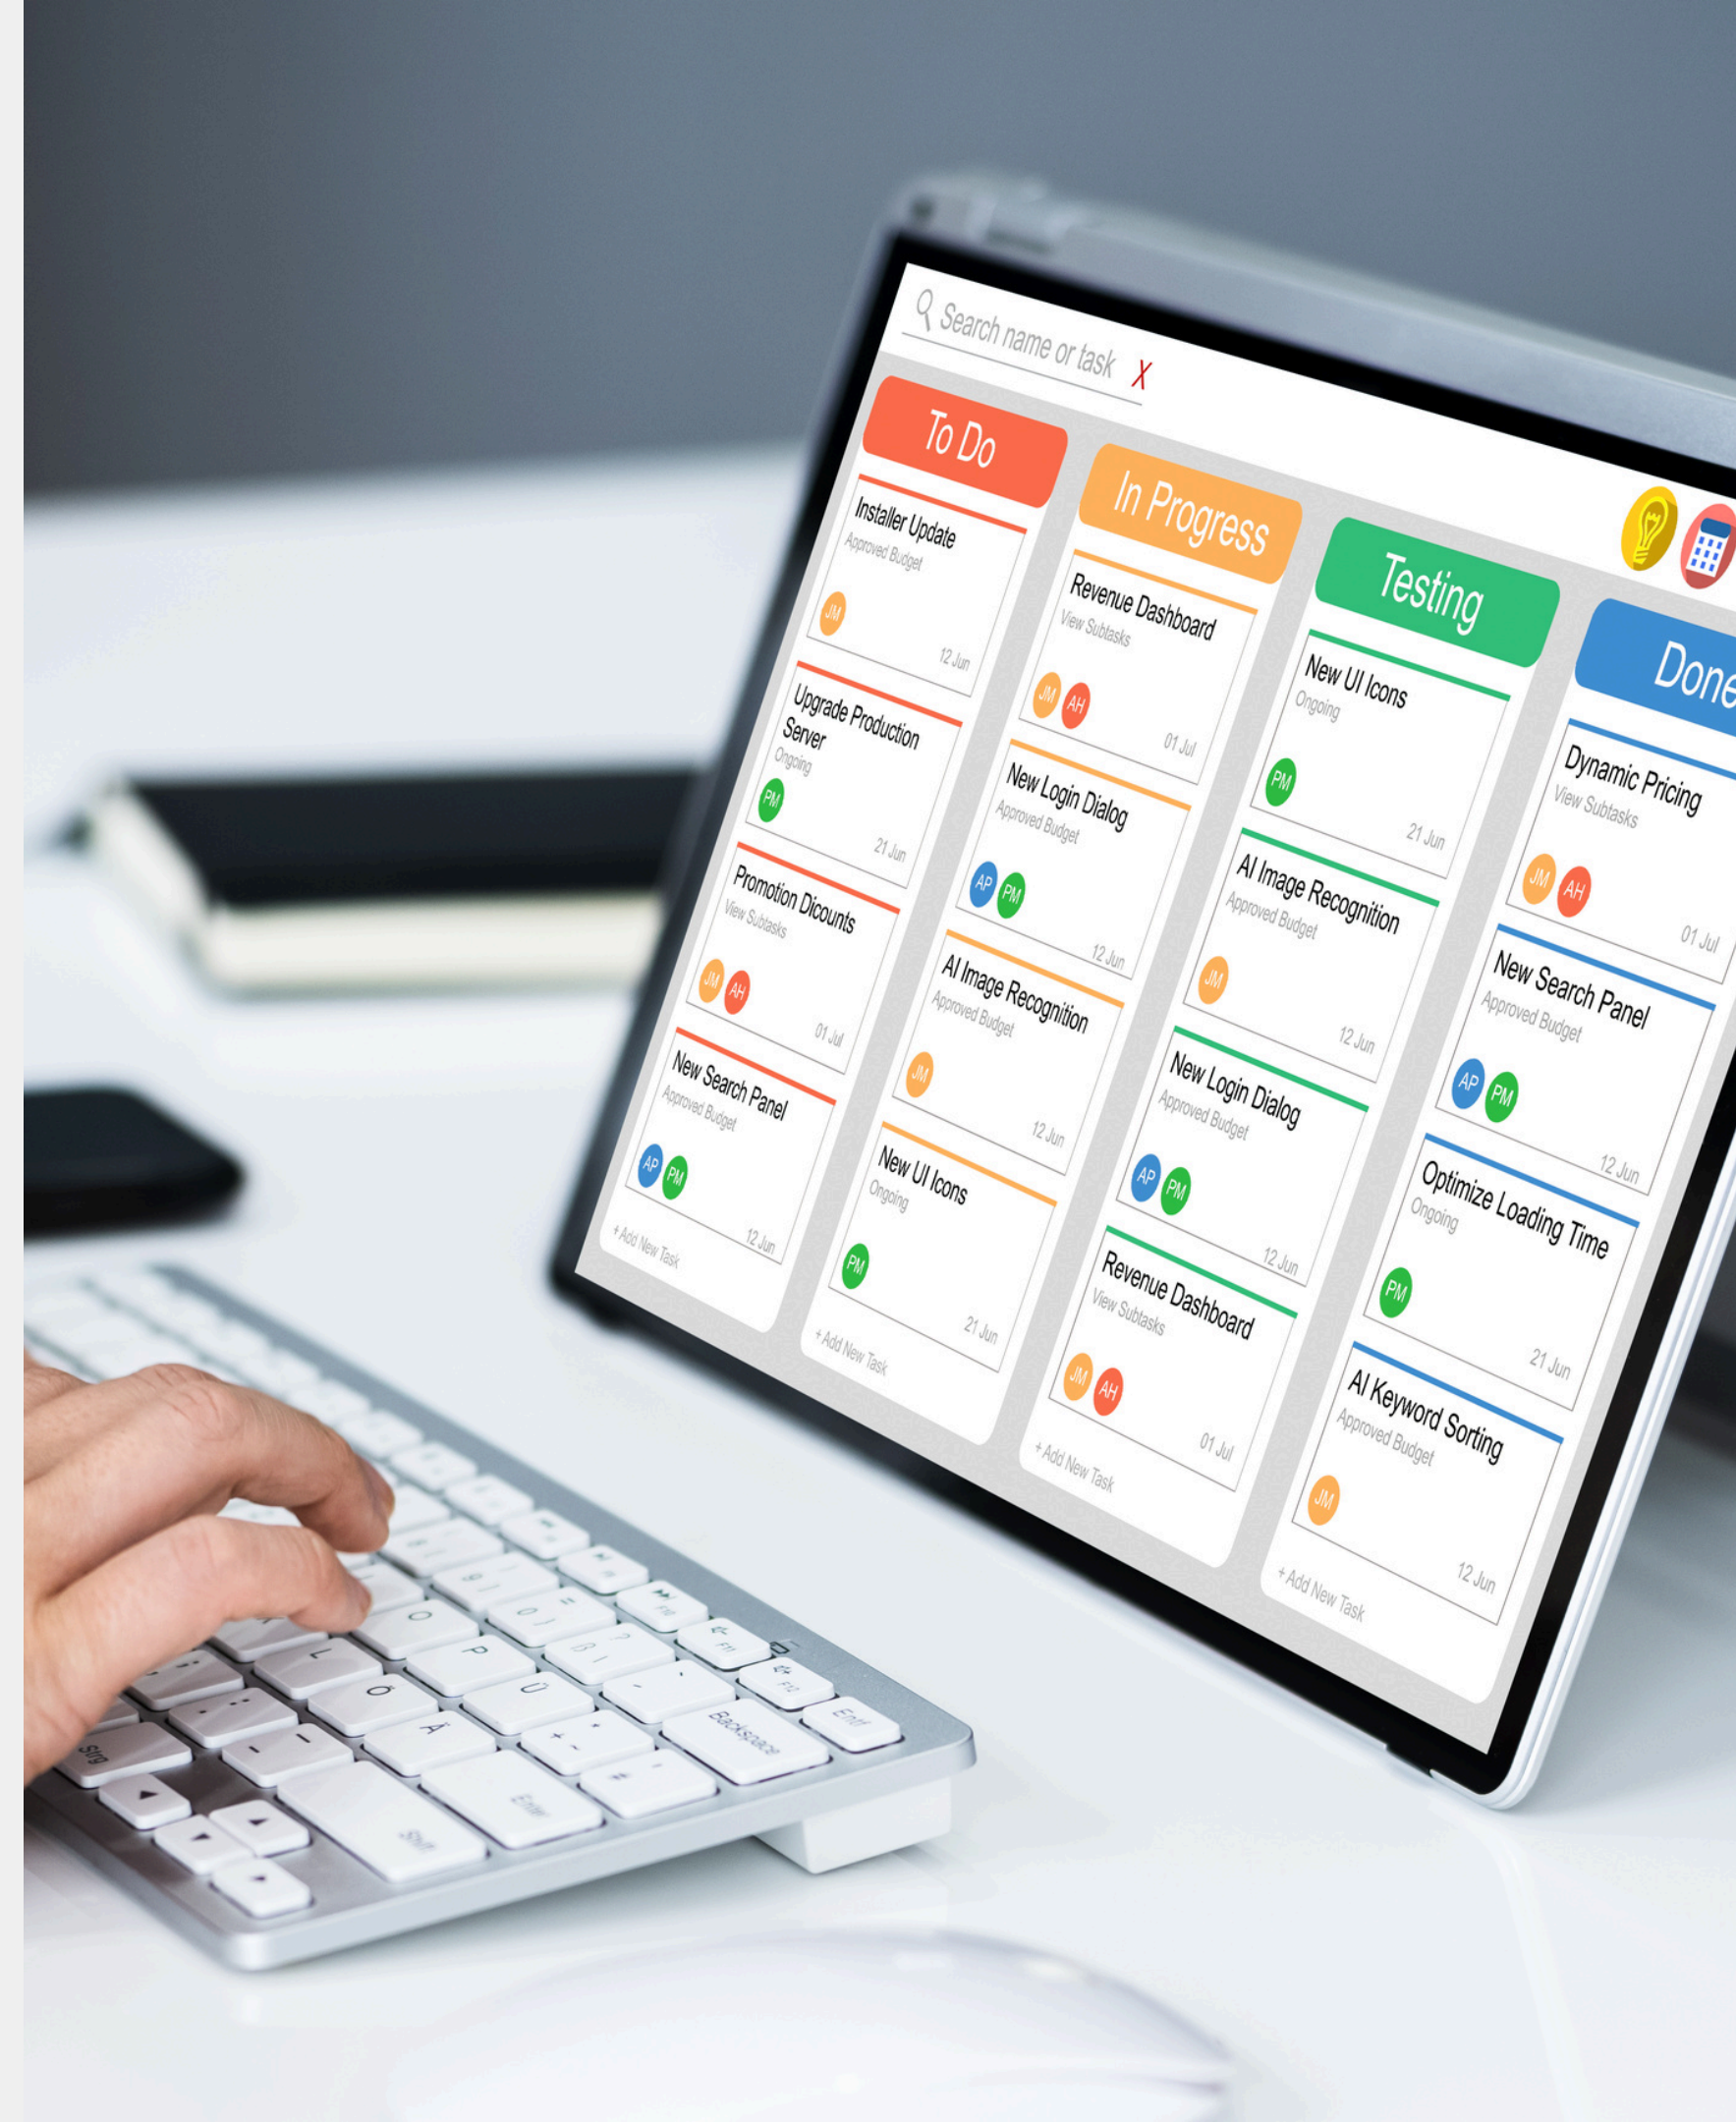 Search name or task X
To Do
Installer Update
Approved Budget
JM
12 Jun
Upgrade Production
Server
Ongoing
PM
21 Jun
Promotion Dicounts
View Subtasks
JM AH
01 Jul
New Search Panel
Approved Budget
AP PM
12 Jun
+ Add New Task
In Progress
Revenue Dashboard
View Subtasks
JM AH
01 Jul
New Login Dialog
Approved Budget
AP PM
12 Jun
AI Image Recognition
Approved Budget
JM
12 Jun
New UI Icons
Ongoing
PM
21 Jun
+ Add New Task
Testing
New UI Icons
Ongoing
PM
21 Jun
AI Image Recognition
Approved Budget
JM
12 Jun
New Login Dialog
Approved Budget
AP PM
12 Jun
Revenue Dashboard
View Subtasks
JM AH
01 Jul
+ Add New Task
Done
Dynamic Pricing
View Subtasks
JM AH
01 Jul
New Search Panel
Approved Budget
AP PM
12 Jun
Optimize Loading Time
Ongoing
PM
21 Jun
AI Keyword Sorting
Approved Budget
JM
12 Jun
+ Add New Task
F10
F11
F12
O
P
Ü
L
Ö
Ä
Backspace
Entf
Enter
Shift
Strg